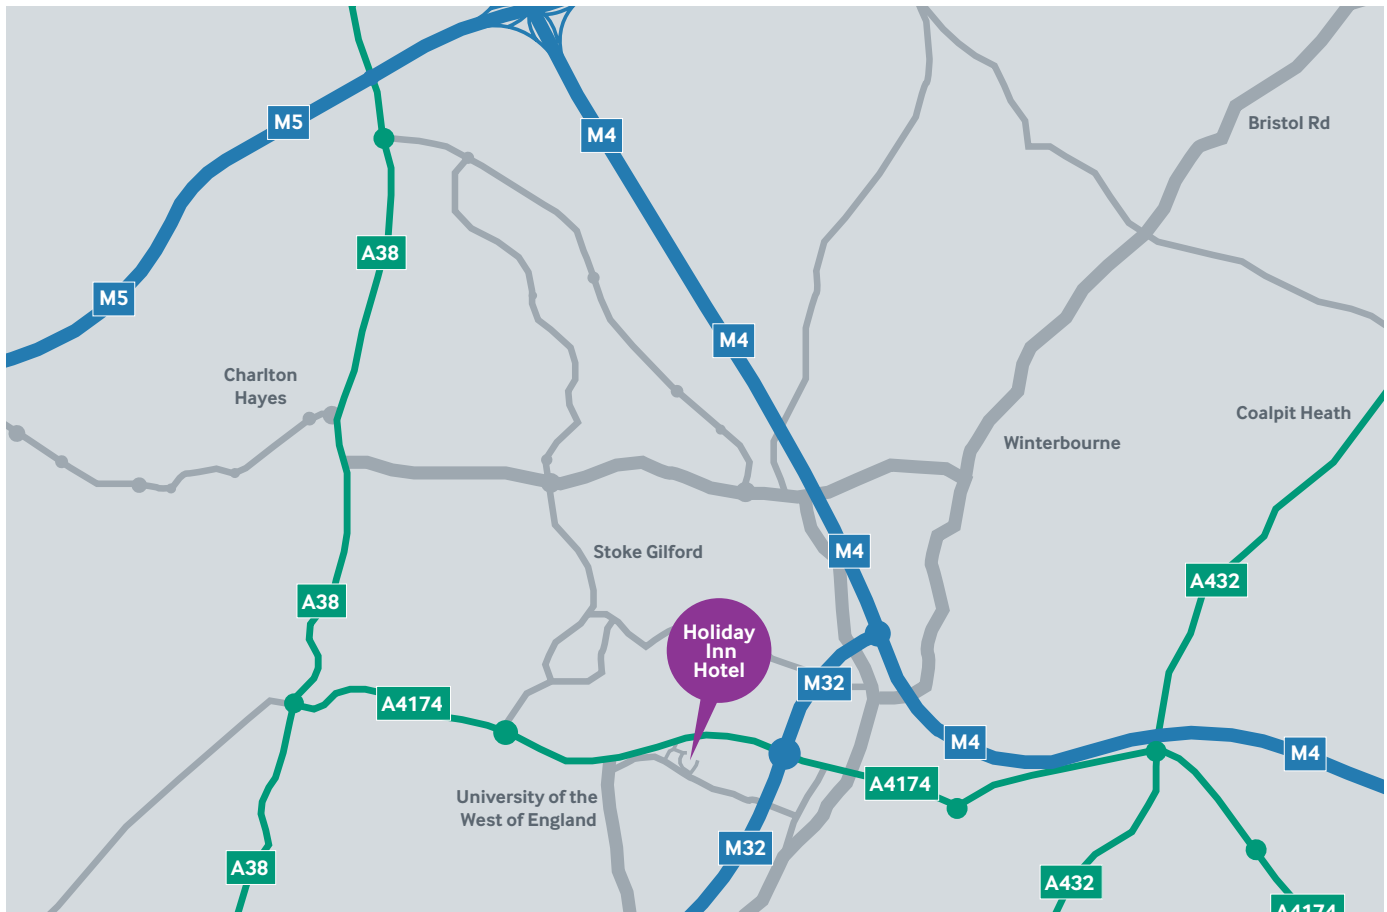 M5
M4
Bristol Rd
A38
M5
M4
Charlton
Hayes
Coalpit Heath
Winterbourne
Stoke Gilford
M4
A432
A38
Holiday
Inn
Hotel
M32
A4174
M4
M4
A4174
University of the
West of England
M32
A38
A432
A4174